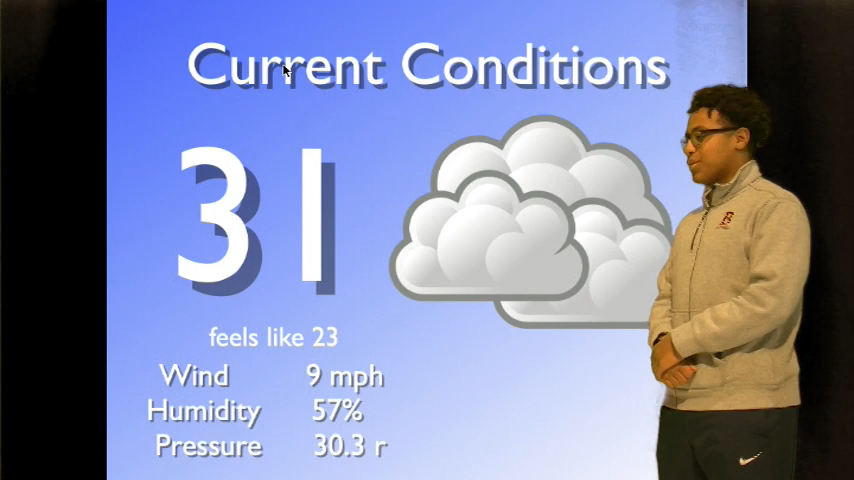 Current Conditions
31
feels like 23
Wind 9 mph
Humidity 57%
Pressure 30.3 r